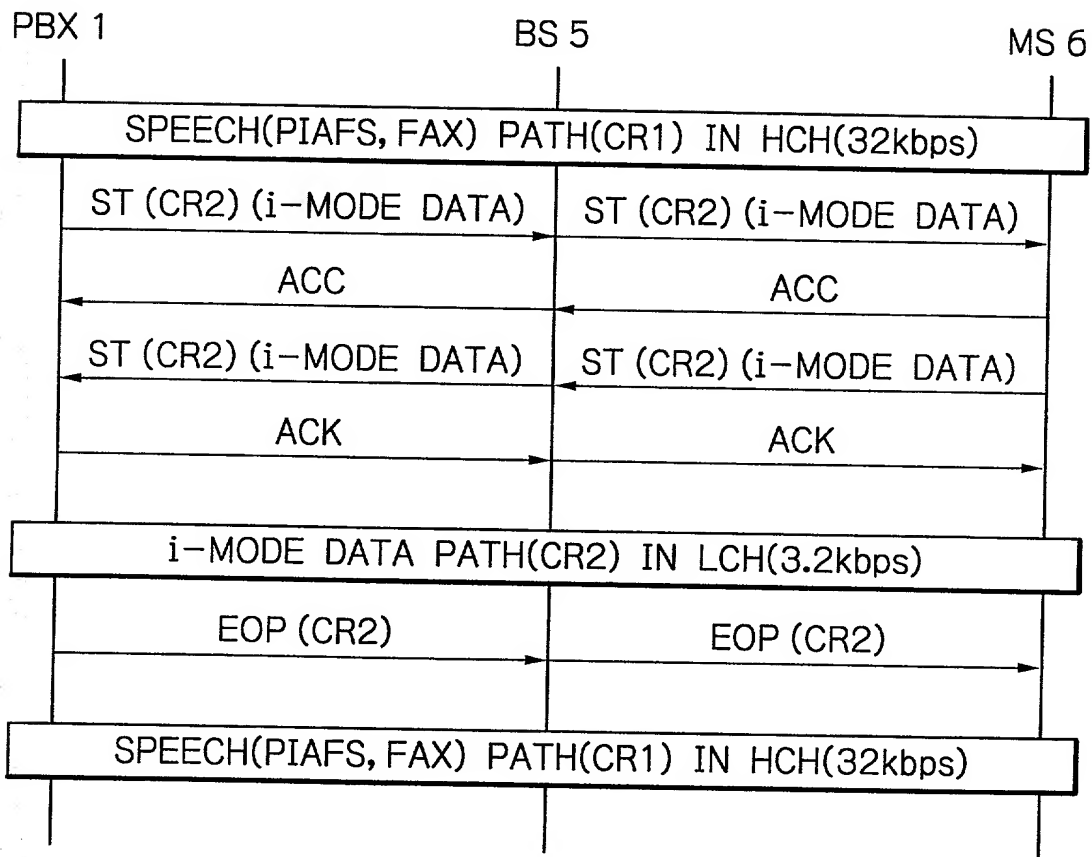 PBX 1
BS 5
MS 6
SPEECH(PIAFS, FAX) PATH(CR1) IN HCH(32kbps)
ST (CR2) (i-MODE DATA)
ST (CR2) (i-MODE DATA)
ACC
ACC
ST (CR2) (i-MODE DATA)
ST (CR2) (i-MODE DATA)
ACK
ACK
i-MODE DATA PATH(CR2) IN LCH(3.2kbps)
EOP (CR2)
EOP (CR2)
SPEECH(PIAFS, FAX) PATH(CR1) IN HCH(32kbps)